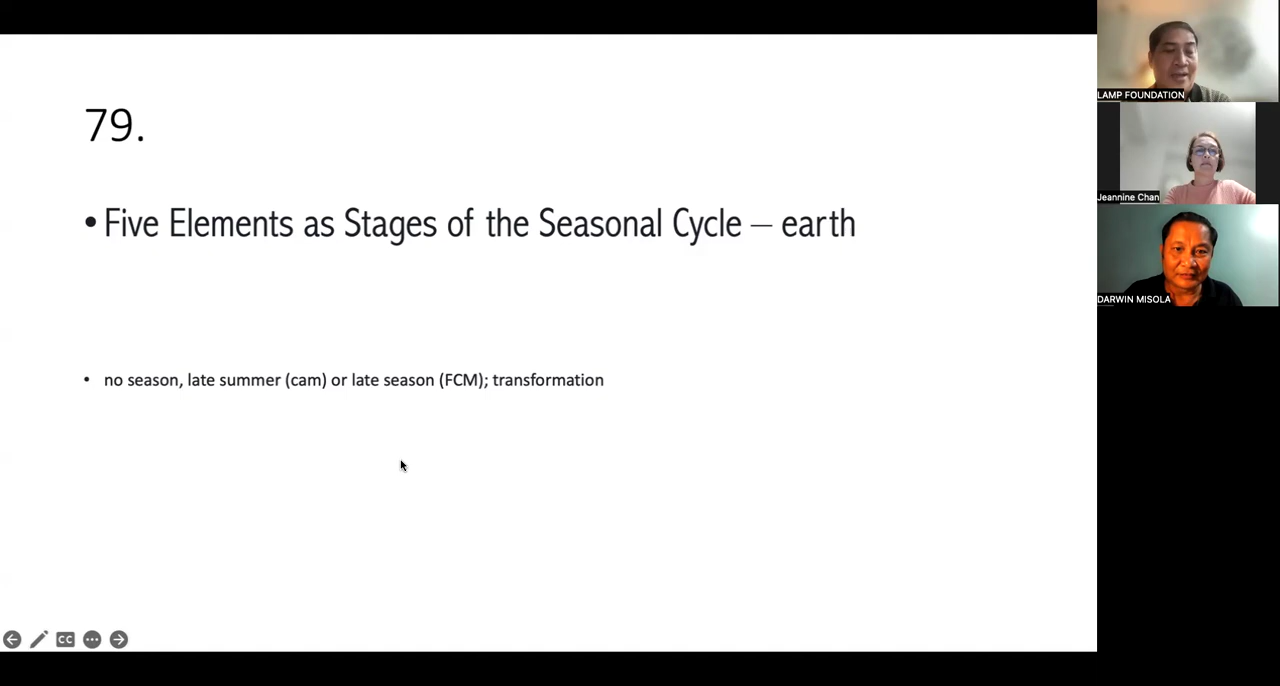 79.
• Five Elements as Stages of the Seasonal Cycle – earth
• no season, late summer (cam) or late season (FCM); transformation
CC
LAMP FOUNDATION
Jeannine Chan
DARWIN MISOLA